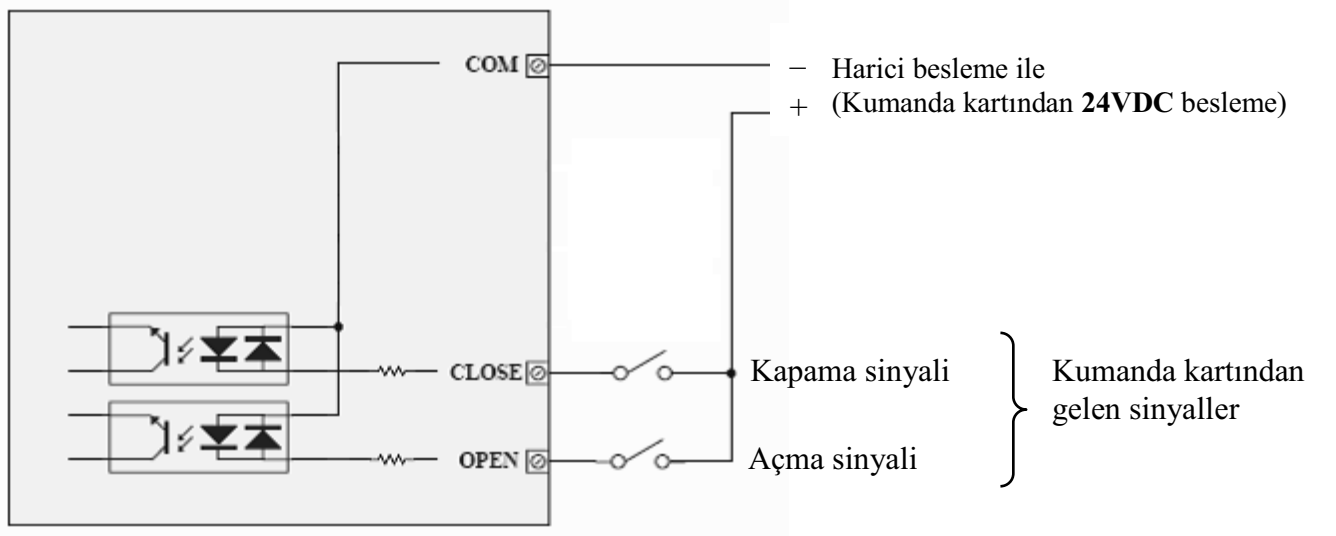 COM
− Harici besleme ile
+ (Kumanda kartından 24VDC besleme)
CLOSE
Kapama sinyali
OPEN
Açma sinyali
Kumanda kartından
gelen sinyaller